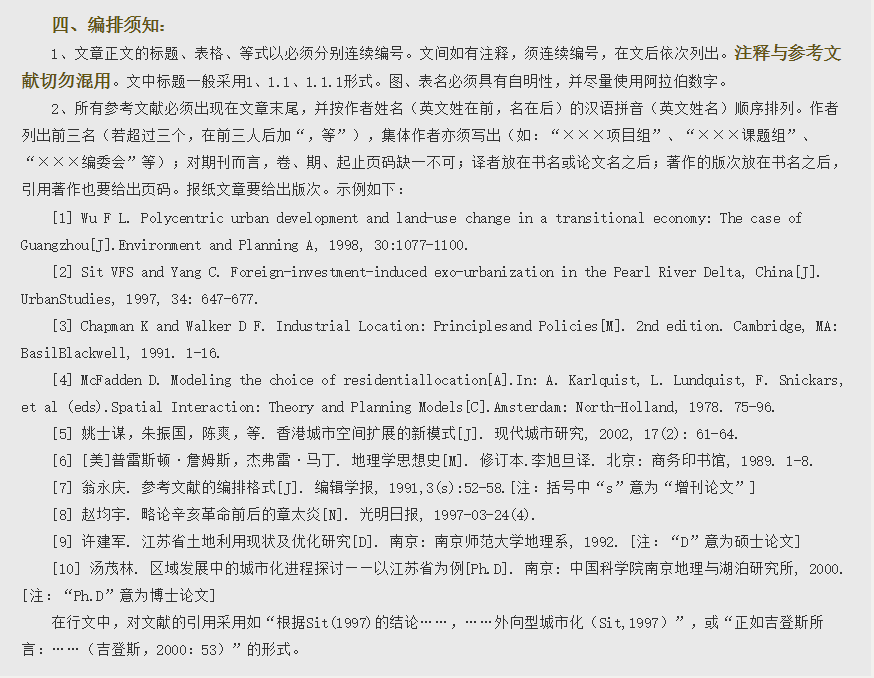 四、编排须知:
1、文章正文的标题、表格、等式以必须分别连续编号。文间如有注释，须连续编号，在文后依次列出。注释与参考文
献切勿混用。文中标题一般采用1、1.1、1.1.1形式。图、表名必须具有自明性，并尽量使用阿拉伯数字。
2、所有参考文献必须出现在文章末尾，并按作者姓名（英文姓在前，名在后）的汉语拼音（英文姓名）顺序排列。作者
列出前三名（若超过三个，在前三人后加“，等”），集体作者亦须写出（如：“×××项目组”、“×××课题组”、
“×××编委会”等）；对期刊而言，卷、期、起止页码缺一不可；译者放在书名或论文名之后；著作的版次放在书名之后，
引用著作也要给出页码。报纸文章要给出版次。示例如下：
[1] Wu F L. Polycentric urban development and land-use change in a transitional economy: The case of
Guangzhou[J].Environment and Planning A, 1998, 30:1077-1100.
[2] Sit VFS and Yang C. Foreign-investment-induced exo-urbanization in the Pearl River Delta, China[J].
UrbanStudies, 1997, 34: 647-677.
[3] Chapman K and Walker D F. Industrial Location: Principlesand Policies[M]. 2nd edition. Cambridge, MA:
BasilBlackwell, 1991. 1-16.
[4] McFadden D. Modeling the choice of residentiallocation[A].In: A. Karlquist, L. Lundquist, F. Snickars,
et al (eds).Spatial Interaction: Theory and Planning Models[C].Amsterdam: North-Holland, 1978. 75-96.
[5] 姚士谋，朱振国，陈爽，等. 香港城市空间扩展的新模式[J]. 现代城市研究, 2002, 17(2): 61-64.
[6] [美]普雷斯顿·詹姆斯，杰弗雷·马丁. 地理学思想史[M]. 修订本.李旭旦译. 北京: 商务印书馆, 1989. 1-8.
[7] 翁永庆. 参考文献的编排格式[J]. 编辑学报, 1991,3(s):52-58.[注：括号中“s”意为“增刊论文”]
[8] 赵均宇. 略论辛亥革命前后的章太炎[N]. 光明日报, 1997-03-24(4).
[9] 许建军. 江苏省土地利用现状及优化研究[D]. 南京: 南京师范大学地理系, 1992. [注：“D”意为硕士论文]
[10] 汤茂林. 区域发展中的城市化进程探讨——以江苏省为例[Ph.D]. 南京: 中国科学院南京地理与湖泊研究所, 2000.
[注：“Ph.D”意为博士论文]
在行文中，对文献的引用采用如“根据Sit(1997)的结论……，……外向型城市化（Sit,1997）”，或“正如吉登斯所
言：……（吉登斯，2000：53）”的形式。